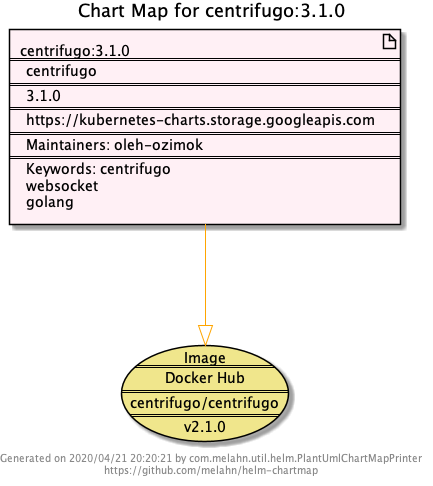 Chart Map for centrifugo:3.1.0
centrifugo:3.1.0
centrifugo
3.1.0
https://kubernetes-charts.storage.googleapis.com
Maintainers: oleh-ozimok
Keywords: centrifugo
websocket
golang
Image
Docker Hub
centrifugo/centrifugo
v2.1.0
Generated on 2020/04/21 20:20:21 by com.melahn.util.helm.PlantUmlChartMapPrinter
https://github.com/melahn/helm-chartmap